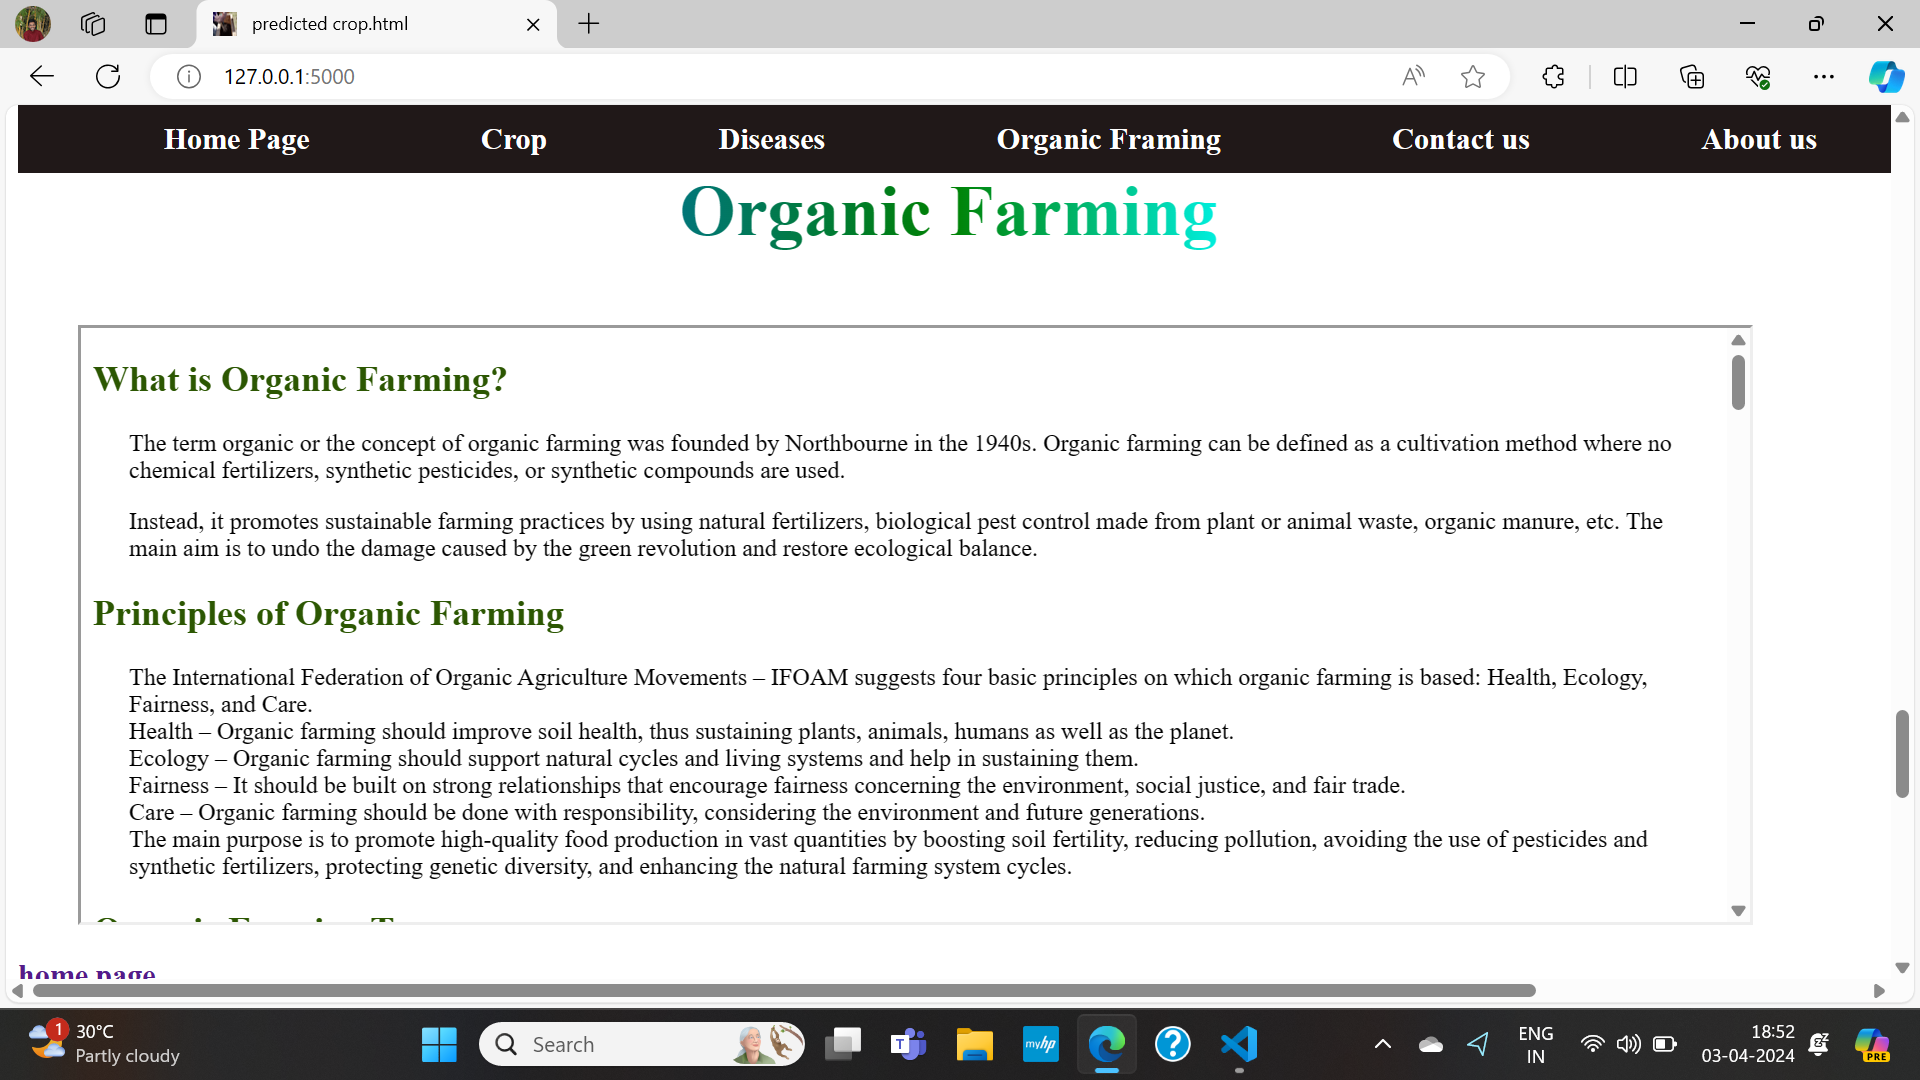 predicted crop.html
127.0.0.1:5000
Home Page Crop Diseases Organic Framing Contact us About us
Organic Farming
What is Organic Farming?
The term organic or the concept of organic farming was founded by Northbourne in the 1940s. Organic farming can be defined as a cultivation method where no
chemical fertilizers, synthetic pesticides, or synthetic compounds are used.
Instead, it promotes sustainable farming practices by using natural fertilizers, biological pest control made from plant or animal waste, organic manure, etc. The
main aim is to undo the damage caused by the green revolution and restore ecological balance.
Principles of Organic Farming
The International Federation of Organic Agriculture Movements – IFOAM suggests four basic principles on which organic farming is based: Health, Ecology,
Fairness, and Care.
Health – Organic farming should improve soil health, thus sustaining plants, animals, humans as well as the planet.
Ecology – Organic farming should support natural cycles and living systems and help in sustaining them.
Fairness – It should be built on strong relationships that encourage fairness concerning the environment, social justice, and fair trade.
Care – Organic farming should be done with responsibility, considering the environment and future generations.
The main purpose is to promote high-quality food production in vast quantities by boosting soil fertility, reducing pollution, avoiding the use of pesticides and
synthetic fertilizers, protecting genetic diversity, and enhancing the natural farming system cycles.
home page
1
30°C
Partly cloudy
Search
T
myhp
ENG
IN
18:52
03-04-2024
PRE